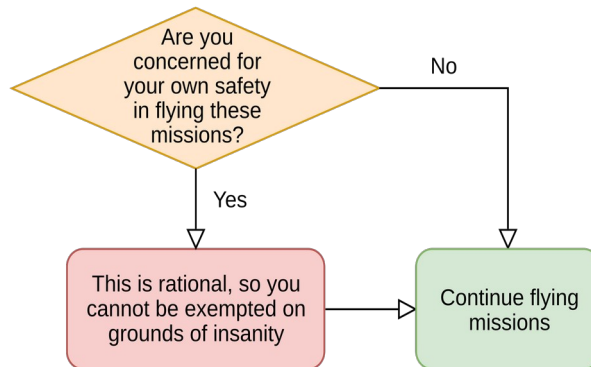 Are you
concerned for
your own safety
in flying these
missions?
No
Yes
This is rational, so you
cannot be exempted on
grounds of insanity
Continue flying
missions